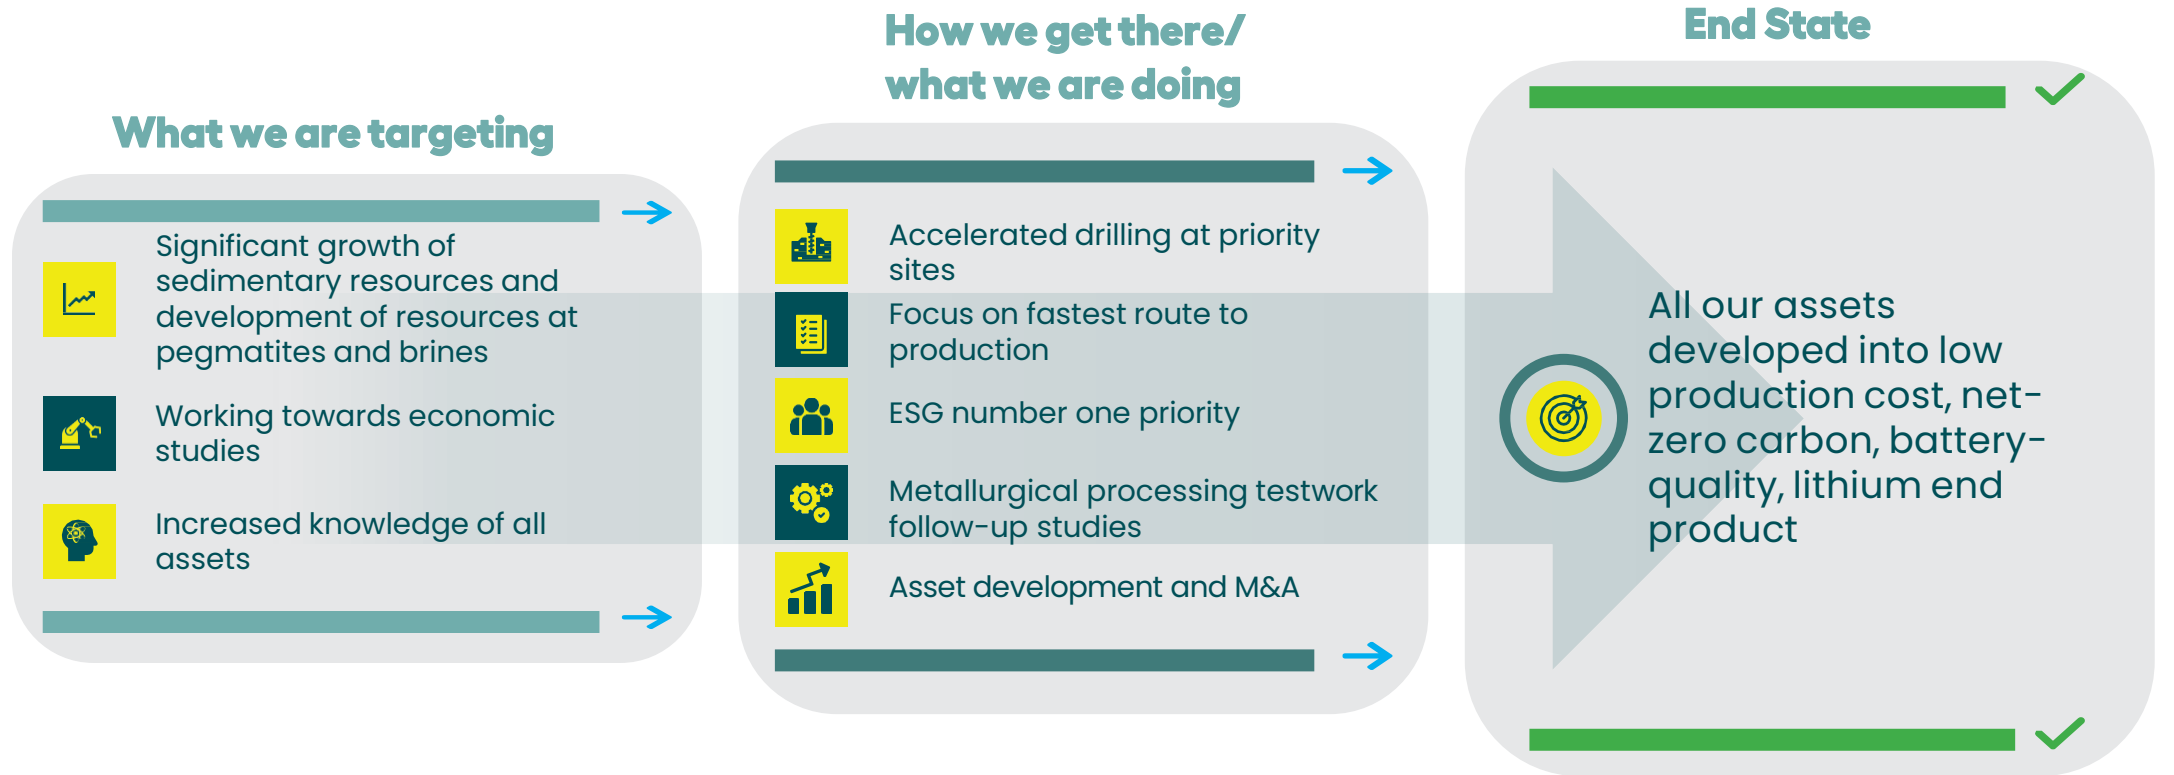 What we are targeting
Significant growth of
sedimentary resources and
development of resources at
pegmatites and brines
Working towards economic
studies
Increased knowledge of all
assets
How we get there/
what we are doing
Accelerated drilling at priority
sites
Focus on fastest route to
production
ESG number one priority
Metallurgical processing testwork
follow-up studies
Asset development and M&A
End State
All our assets
developed into low
production cost, net-
zero carbon, battery-
quality, lithium end
product